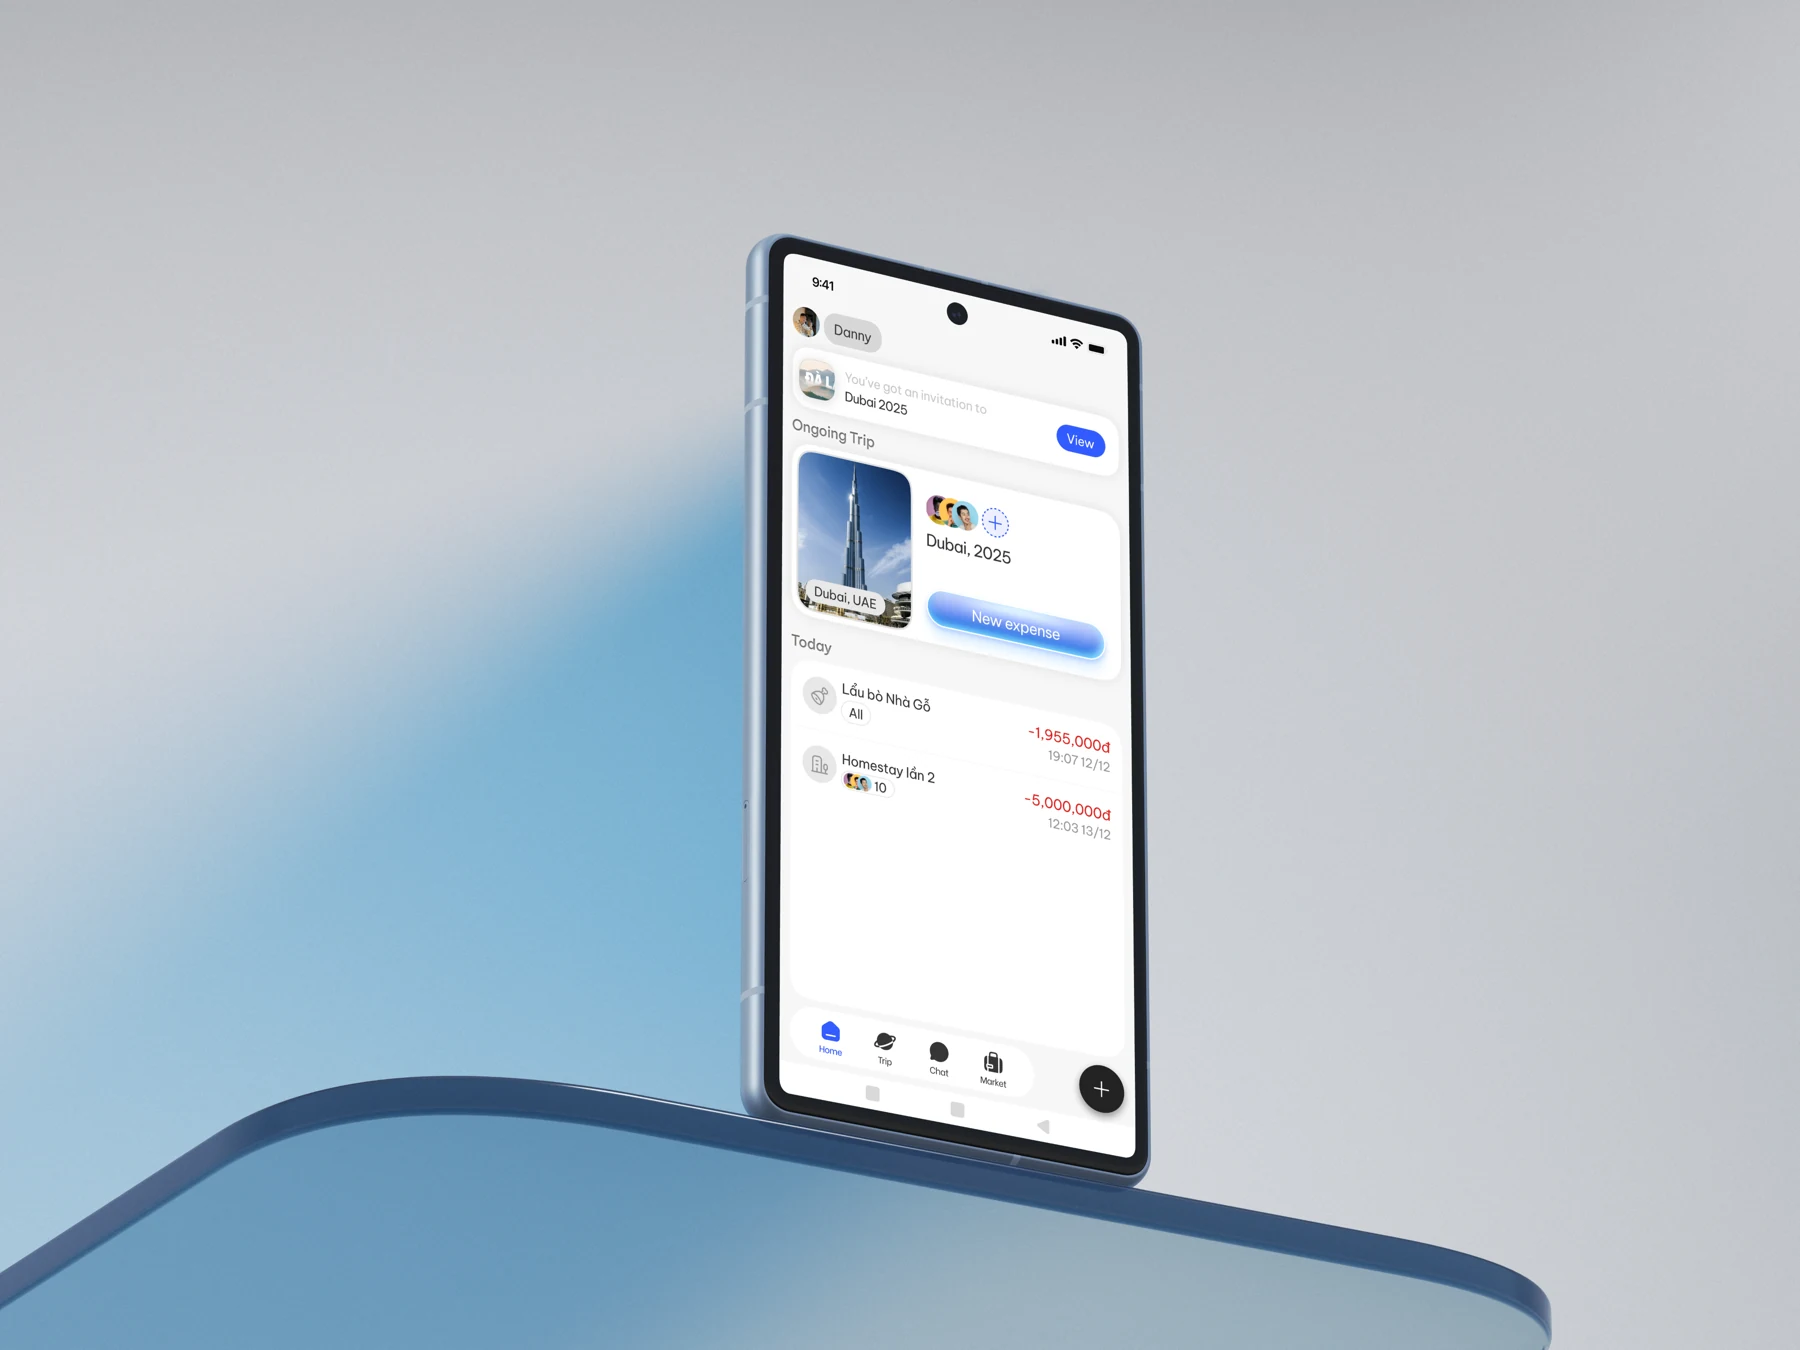 9:41
Danny
ĐÀ L
You've got an invitation to
Dubai 2025
View
Ongoing Trip
Dubai, UAE
Dubai, 2025
New expense
Today
Lẩu bò Nhà Gỗ
All
-1,955,000đ
19:07 12/12
Homestay lần 2
10
-5,000,000đ
12:03 13/12
Home
Trip
Chat
Market